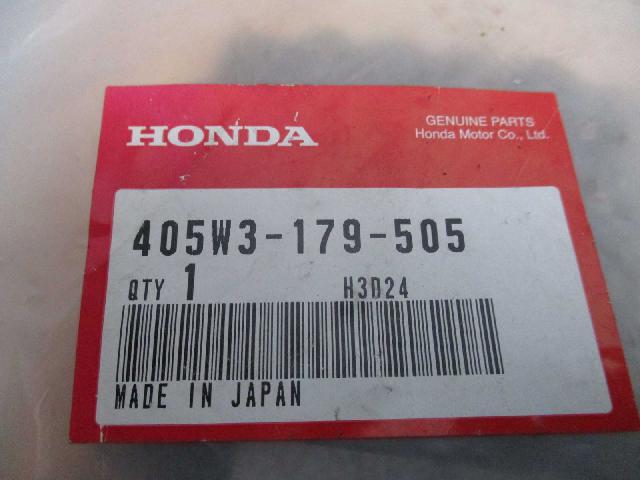 HONDA
GENUINE PARTS
Honda Motor Co., Ltd.
405W3-179-505
QTY 1 H3D24
MADE IN JAPAN